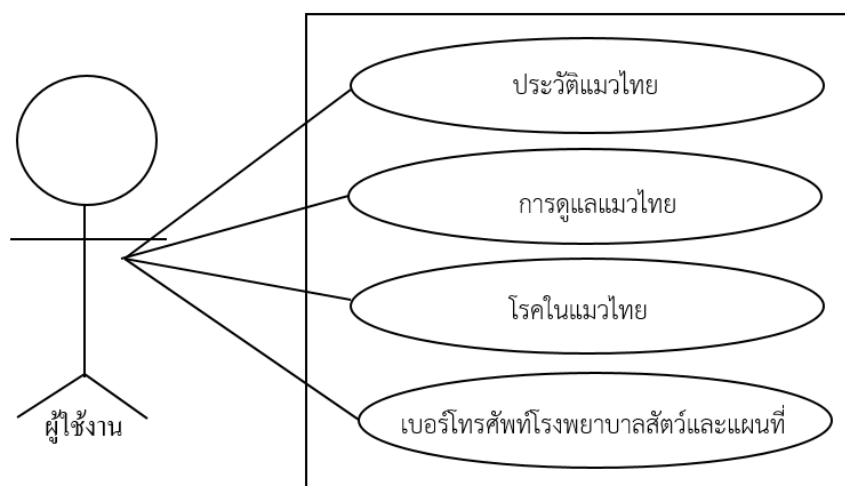 ประวัติแมวไทย
การดูแลแมวไทย
โรคในแมวไทย
เบอร์โทรศัพท์โรงพยาบาลสัตว์และแผนที่
ผู้ใช้งาน